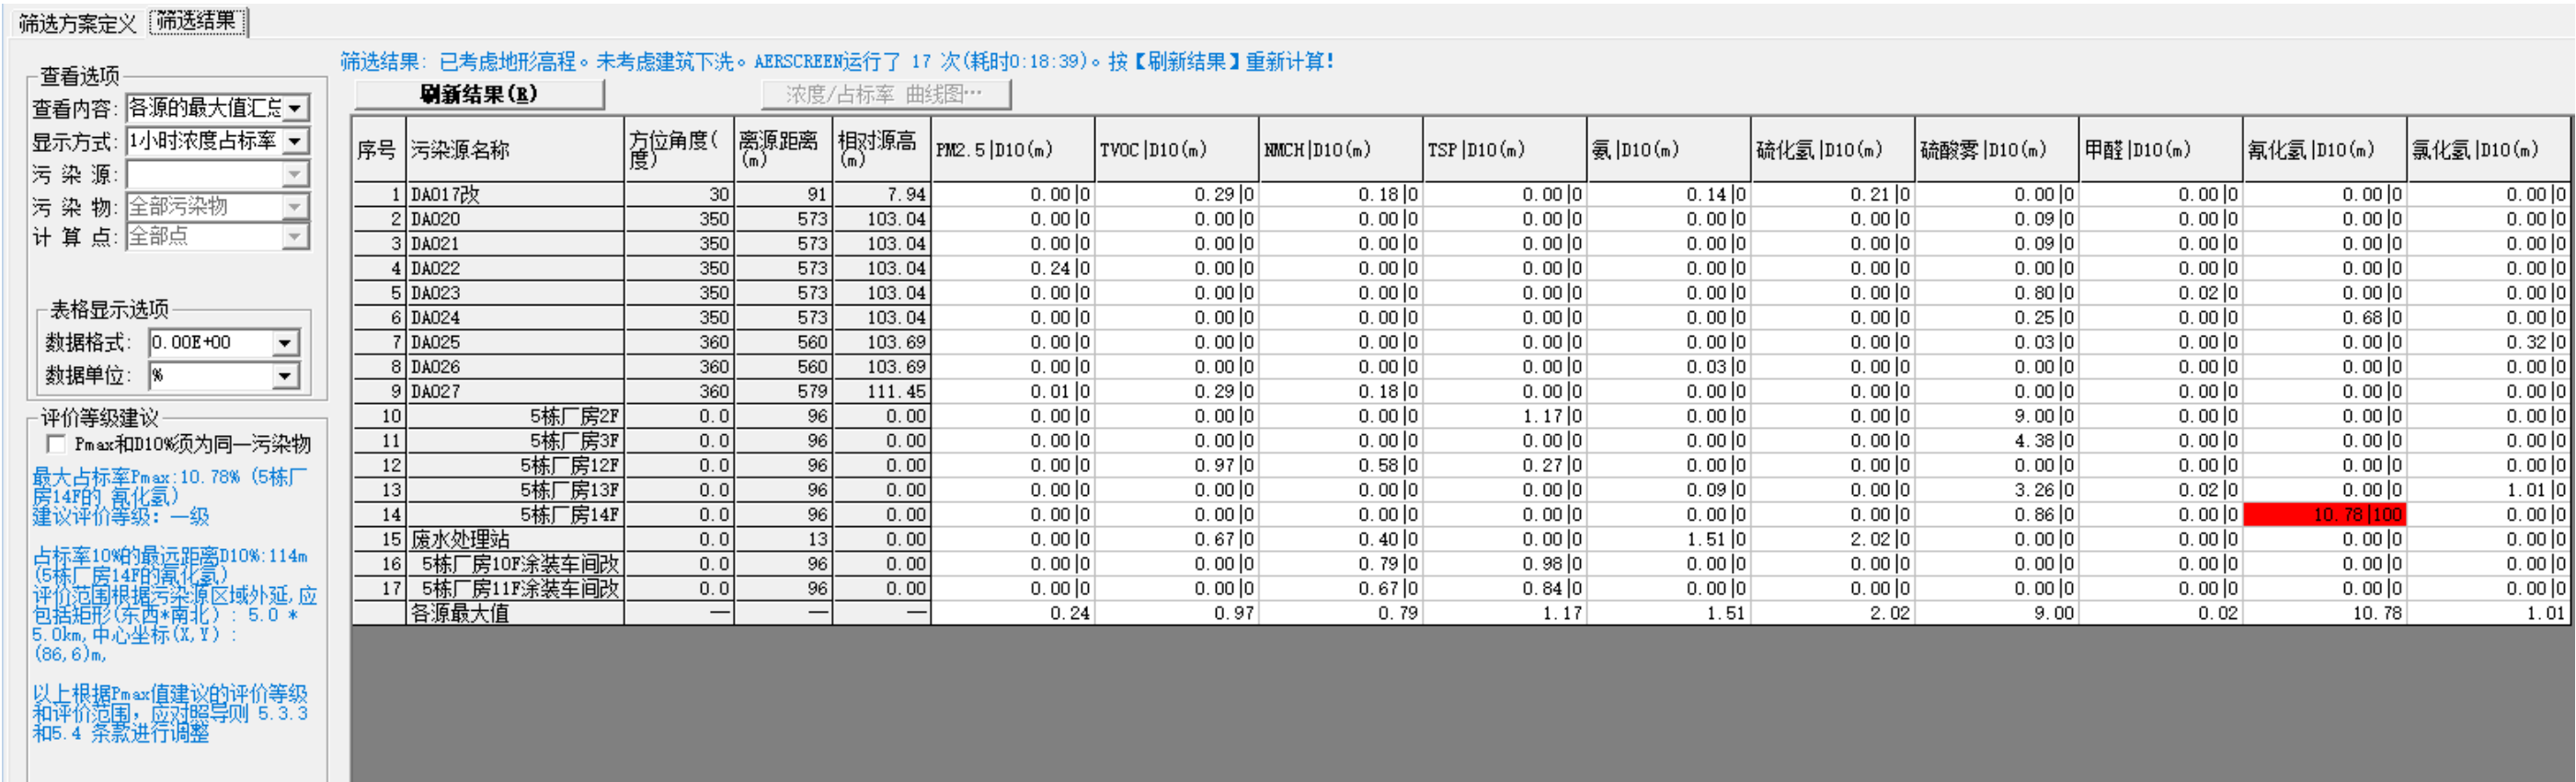 筛选方案定义 筛选结果
筛选结果: 已考虑地形高程。未考虑建筑下洗。AERSCREEN运行了 17 次(耗时0:18:39)。按【刷新结果】重新计算!
刷新结果(R) 浓度/占标率 曲线图…
查看选项
查看内容: 各源的最大值汇总
显示方式: 1小时浓度占标率
污 染 源:
污 染 物: 全部污染物
计 算 点: 全部点
表格显示选项
数据格式: 0.00E+00
数据单位: %
评价等级建议
Pmax和D10%须为同一污染物
最大占标率Pmax:10.78% (5栋厂
房14F的 氰化氢)
建议评价等级: 一级
占标率10%的最远距离D10%:114m
(5栋厂房14F的氰化氢)
评价范围根据污染源区域外延,应
包括矩形(东西*南北) : 5.0 *
5.0km,中心坐标(X,Y) :
(86,6)m,
以上根据Pmax值建议的评价等级
和评价范围, 应对照导则 5.3.3
和5.4 条款进行调整
序号 污染源名称 方位角度(度) 离源距离(m) 相对源高(m) PM2.5|D10(m) TVOC|D10(m) NMCH|D10(m) TSP|D10(m) 氨|D10(m) 硫化氢|D10(m) 硫酸雾|D10(m) 甲醛|D10(m) 氰化氢|D10(m) 氯化氢|D10(m)
1 DA017改 30 91 7.94 0.00|0 0.29|0 0.18|0 0.00|0 0.14|0 0.21|0 0.00|0 0.00|0 0.00|0 0.00|0
2 DA020 350 573 103.04 0.00|0 0.00|0 0.00|0 0.00|0 0.00|0 0.00|0 0.09|0 0.00|0 0.00|0 0.00|0
3 DA021 350 573 103.04 0.00|0 0.00|0 0.00|0 0.00|0 0.00|0 0.00|0 0.09|0 0.00|0 0.00|0 0.00|0
4 DA022 350 573 103.04 0.24|0 0.00|0 0.00|0 0.00|0 0.00|0 0.00|0 0.00|0 0.00|0 0.00|0 0.00|0
5 DA023 350 573 103.04 0.00|0 0.00|0 0.00|0 0.00|0 0.00|0 0.00|0 0.80|0 0.02|0 0.00|0 0.00|0
6 DA024 350 573 103.04 0.00|0 0.00|0 0.00|0 0.00|0 0.00|0 0.00|0 0.25|0 0.00|0 0.68|0 0.00|0
7 DA025 360 560 103.69 0.00|0 0.00|0 0.00|0 0.00|0 0.00|0 0.00|0 0.03|0 0.00|0 0.00|0 0.32|0
8 DA026 360 560 103.69 0.00|0 0.00|0 0.00|0 0.00|0 0.03|0 0.00|0 0.00|0 0.00|0 0.00|0 0.00|0
9 DA027 360 579 111.45 0.01|0 0.29|0 0.18|0 0.00|0 0.00|0 0.00|0 0.00|0 0.00|0 0.00|0 0.00|0
10 5栋厂房2F 0.0 96 0.00 0.00|0 0.00|0 0.00|0 1.17|0 0.00|0 0.00|0 9.00|0 0.00|0 0.00|0 0.00|0
11 5栋厂房3F 0.0 96 0.00 0.00|0 0.00|0 0.00|0 0.00|0 0.00|0 0.00|0 4.38|0 0.00|0 0.00|0 0.00|0
12 5栋厂房12F 0.0 96 0.00 0.00|0 0.97|0 0.58|0 0.27|0 0.00|0 0.00|0 0.00|0 0.00|0 0.00|0 0.00|0
13 5栋厂房13F 0.0 96 0.00 0.00|0 0.00|0 0.00|0 0.00|0 0.09|0 0.00|0 3.26|0 0.02|0 0.00|0 1.01|0
14 5栋厂房14F 0.0 96 0.00 0.00|0 0.00|0 0.00|0 0.00|0 0.00|0 0.00|0 0.86|0 0.00|0 10.78|100 0.00|0
15 废水处理站 0.0 13 0.00 0.00|0 0.67|0 0.40|0 0.00|0 1.51|0 2.02|0 0.00|0 0.00|0 0.00|0 0.00|0
16 5栋厂房10F涂装车间改 0.0 96 0.00 0.00|0 0.00|0 0.79|0 0.98|0 0.00|0 0.00|0 0.00|0 0.00|0 0.00|0 0.00|0
17 5栋厂房11F涂装车间改 0.0 96 0.00 0.00|0 0.00|0 0.67|0 0.84|0 0.00|0 0.00|0 0.00|0 0.00|0 0.00|0 0.00|0
各源最大值 — — — 0.24 0.97 0.79 1.17 1.51 2.02 9.00 0.02 10.78 1.01